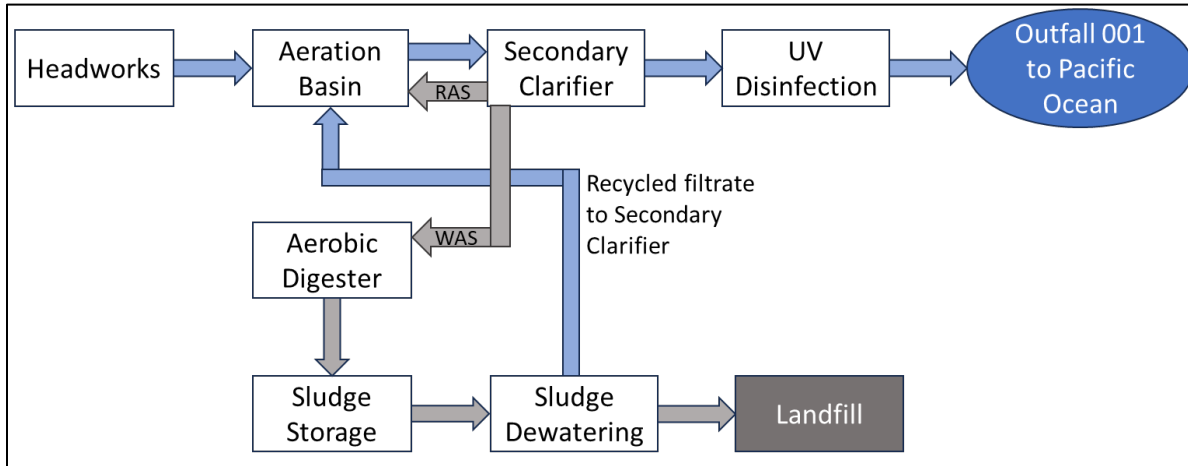 Headworks
Aeration
Basin
Secondary
Clarifier
UV
Disinfection
Outfall 001
to Pacific
Ocean
RAS
Recycled filtrate
to Secondary
Clarifier
WAS
Aerobic
Digester
Sludge
Storage
Sludge
Dewatering
Landfill